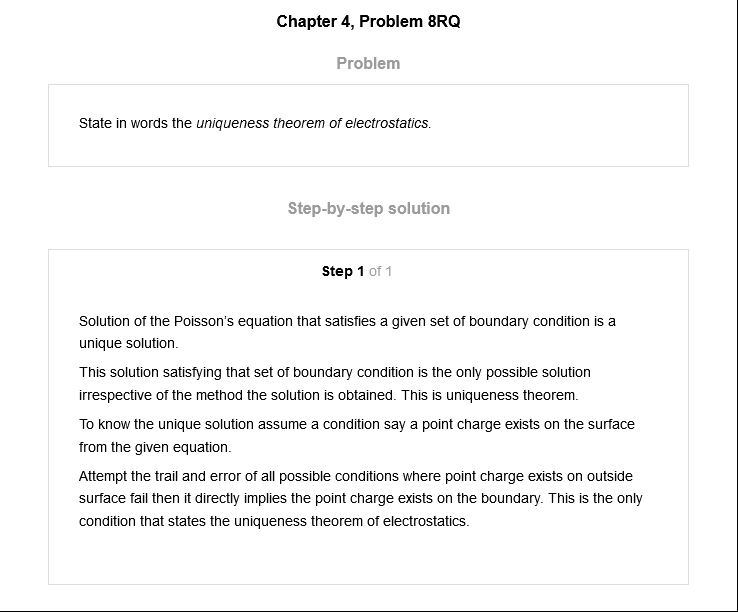 Chapter 4, Problem 8RQ
Problem
State in words the uniqueness theorem of electrostatics.
Step-by-step solution
Step 1 of 1
Solution of the Poisson's equation that satisfies a given set of boundary condition is a
unique solution.
This solution satisfying that set of boundary condition is the only possible solution
irrespective of the method the solution is obtained. This is uniqueness theorem.
To know the unique solution assume a condition say a point charge exists on the surface
from the given equation.
Attempt the trail and error of all possible conditions where point charge exists on outside
surface fail then it directly implies the point charge exists on the boundary. This is the only
condition that states the uniqueness theorem of electrostatics.